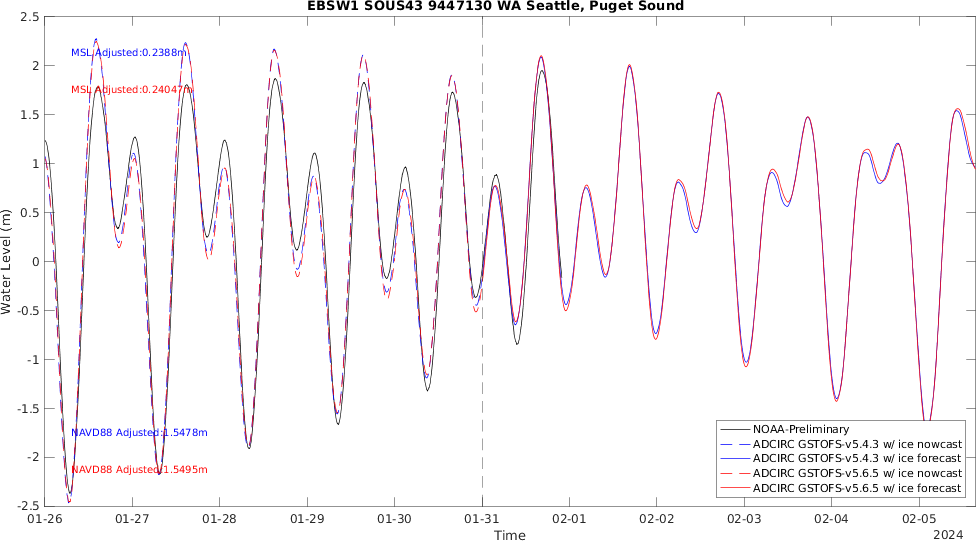 EBSW1 SOUS43 9447130 WA Seattle, Puget Sound
2.5
2
1.5
1
0.5
0
-0.5
-1
-1.5
-2
-2.5
Water Level (m)
MSL Adjusted:0.2388m
MSL Adjusted:0.24047m
NAVD88 Adjusted:1.5478m
NAVD88 Adjusted:1.5495m
NOAA-Preliminary
ADCIRC GSTOFS-v5.4.3 w/ ice nowcast
ADCIRC GSTOFS-v5.4.3 w/ ice forecast
ADCIRC GSTOFS-v5.6.5 w/ ice nowcast
ADCIRC GSTOFS-v5.6.5 w/ ice forecast
01-26 01-27 01-28 01-29 01-30 01-31 02-01 02-02 02-03 02-04 02-05
Time
2024